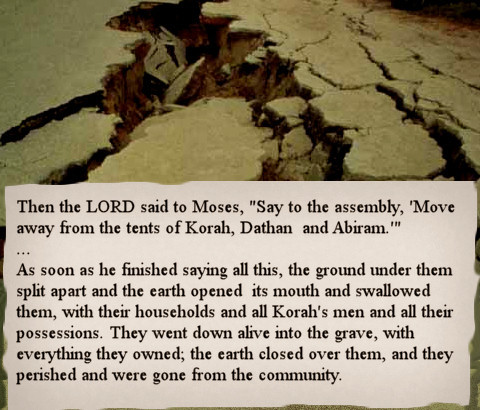 Then the LORD said to Moses, "Say to the assembly, 'Move
away from the tents of Korah, Dathan and Abiram.'"
...
As soon as he finished saying all this, the ground under them
split apart and the earth opened its mouth and swallowed
them, with their households and all Korah's men and all their
possessions. They went down alive into the grave, with
everything they owned; the earth closed over them, and they
perished and were gone from the community.